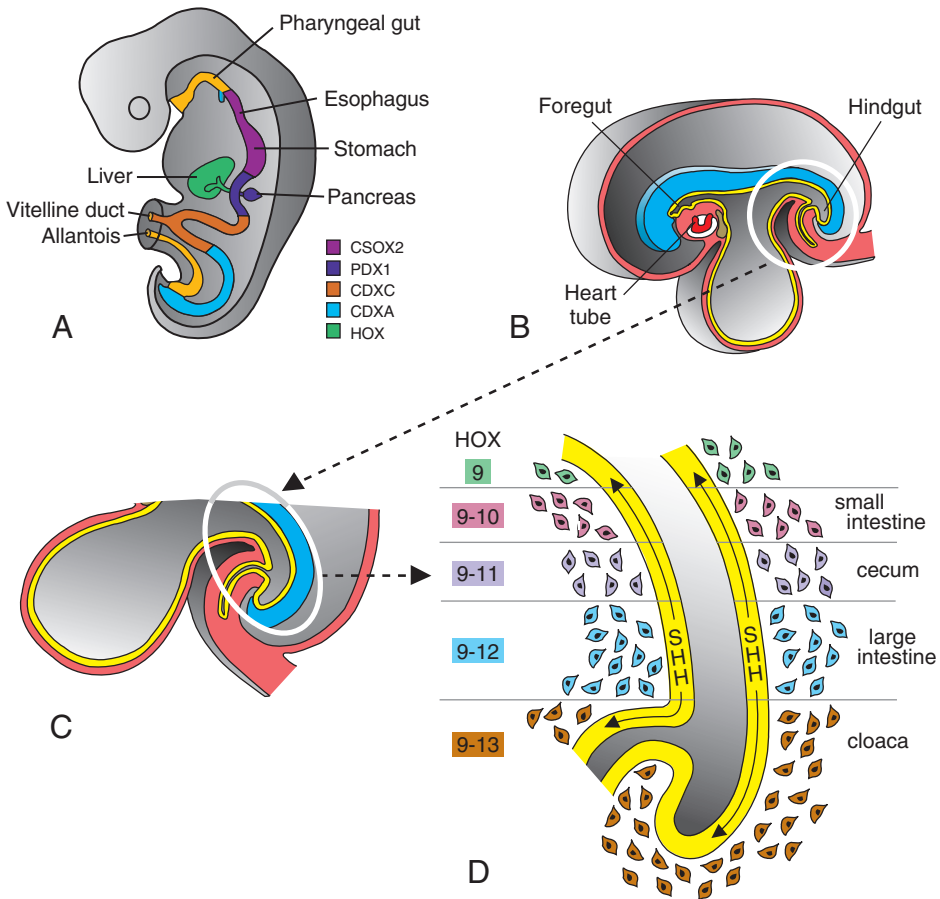 Pharyngeal gut
Esophagus
Stomach
Liver
Pancreas
Vitelline duct
Allantois
CSOX2
PDX1
CDXC
CDXA
HOX
A
Foregut
Hindgut
Heart
tube
B
C
HOX
9
9-10
small
intestine
9-11
cecum
9-12
large
intestine
SHH
SHH
9-13
cloaca
D